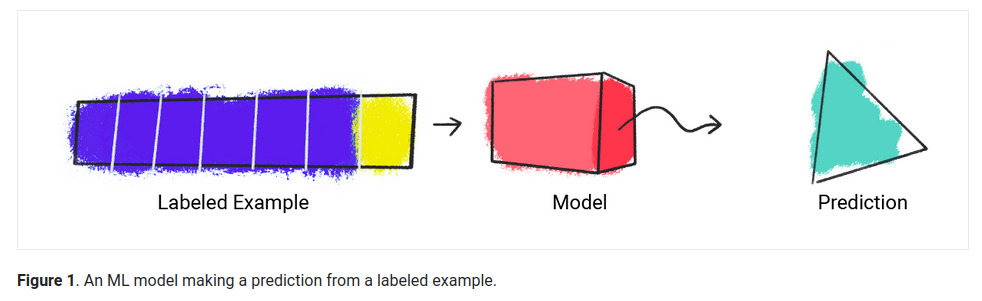 Labeled Example
Model
Prediction
Figure 1. An ML model making a prediction from a labeled example.